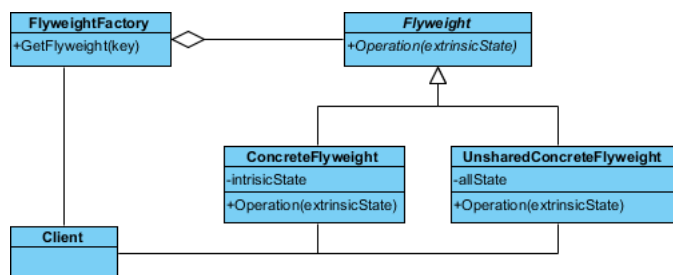 FlyweightFactory
+GetFlyweight(key)
Flyweight
+Operation(extrinsicState)
ConcreteFlyweight
-intrisicState
+Operation(extrinsicState)
UnsharedConcreteFlyweight
-allState
+Operation(extrinsicState)
Client